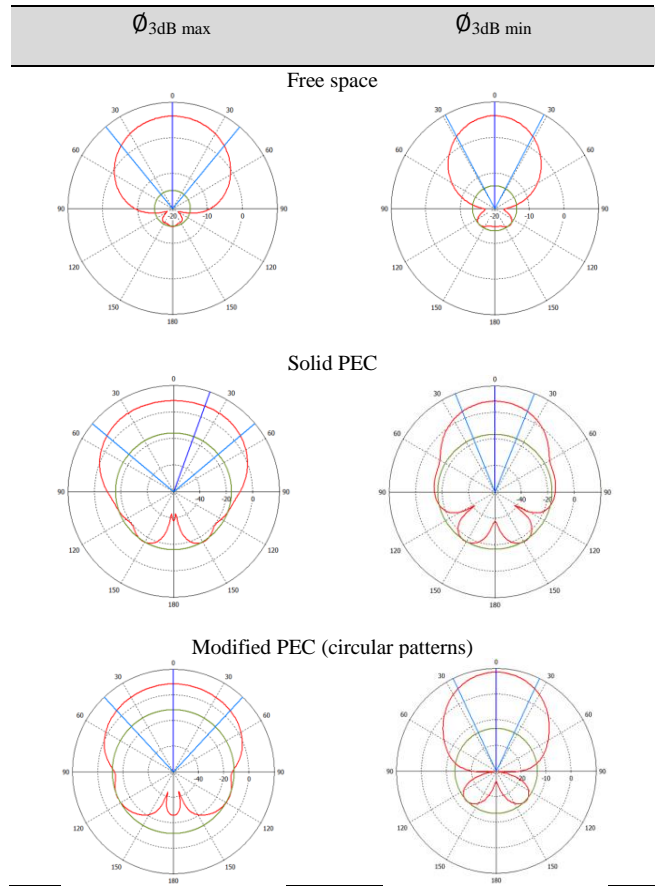 ∅3dB max ∅3dB min
Free space
0 0
30 30 30 30
60 60 60 60
90 -20 -10 0 90 90 -20 -10 0 90
120 120 120 120
150 150 150 150
180 180
Solid PEC
0 0
30 30 30 30
60 60 60 60
90 -40 -20 0 90 90 -40 -20 0 90
120 120 120 120
150 150 150 150
180 180
Modified PEC (circular patterns)
0 0
30 30 30 30
60 60 60 60
90 -40 -20 0 90 90 -20 -10 0 90
120 120 120 120
150 150 150 150
180 180